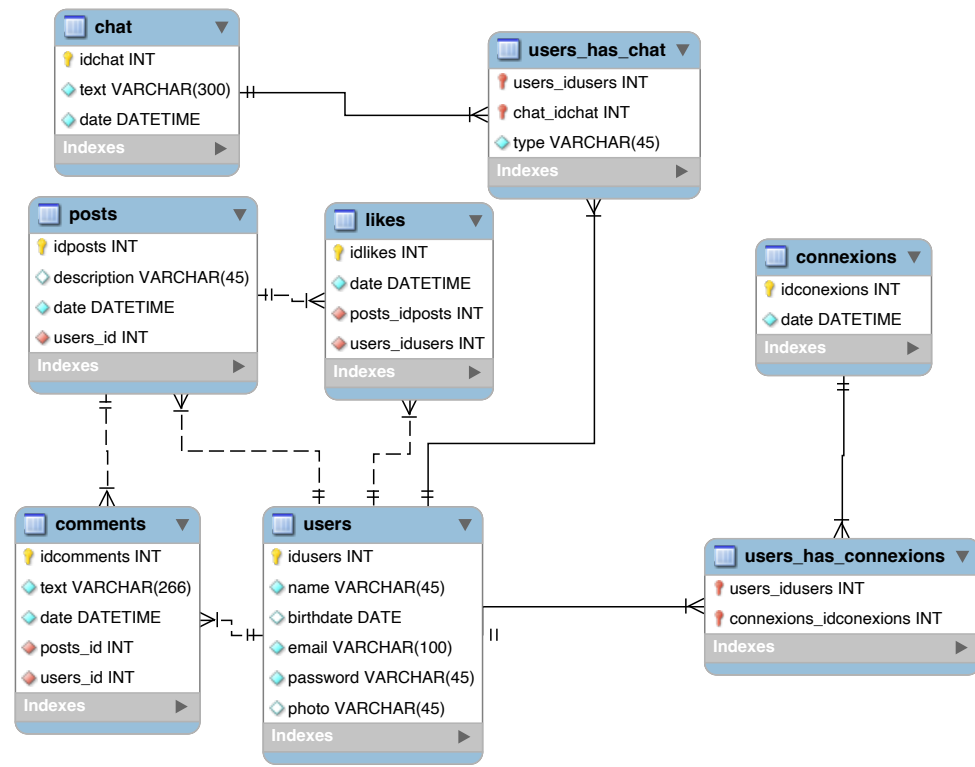 chat
idchat INT
text VARCHAR(300)
date DATETIME
Indexes
users_has_chat
users_idusers INT
chat_idchat INT
type VARCHAR(45)
Indexes
posts
idposts INT
description VARCHAR(45)
date DATETIME
users_id INT
Indexes
likes
idlikes INT
date DATETIME
posts_idposts INT
users_idusers INT
Indexes
connexions
idconexions INT
date DATETIME
Indexes
comments
idcomments INT
text VARCHAR(266)
date DATETIME
posts_id INT
users_id INT
Indexes
users
idusers INT
name VARCHAR(45)
birthdate DATE
email VARCHAR(100)
password VARCHAR(45)
photo VARCHAR(45)
Indexes
users_has_connexions
users_idusers INT
connexions_idconexions INT
Indexes